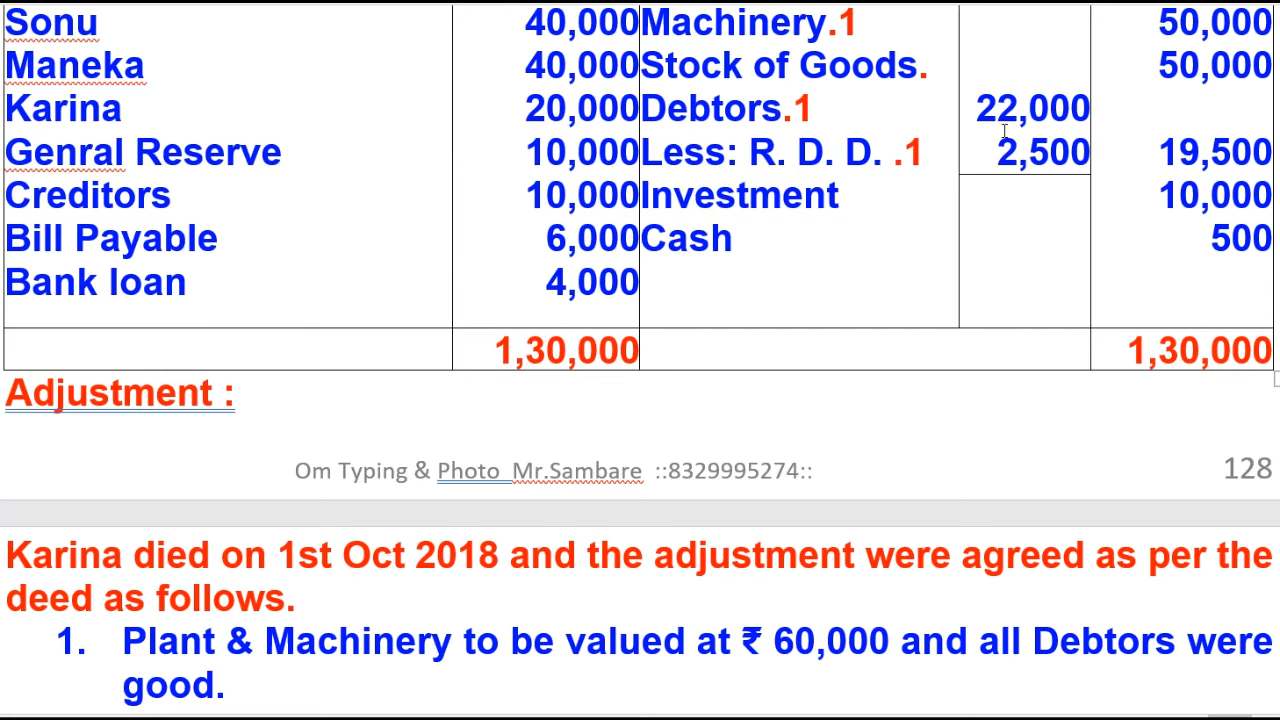 Sonu 40,000 Machinery.1 50,000
Maneka 40,000 Stock of Goods. 50,000
Karina 20,000 Debtors.1 22,000
Genral Reserve 10,000 Less: R. D. D. .1 2,500 19,500
Creditors 10,000 Investment 10,000
Bill Payable 6,000 Cash 500
Bank loan 4,000
1,30,000 1,30,000
Adjustment :
Om Typing & Photo Mr.Sambare ::8329995274:: 128
Karina died on 1st Oct 2018 and the adjustment were agreed as per the
deed as follows.
1. Plant & Machinery to be valued at ₹ 60,000 and all Debtors were
good.